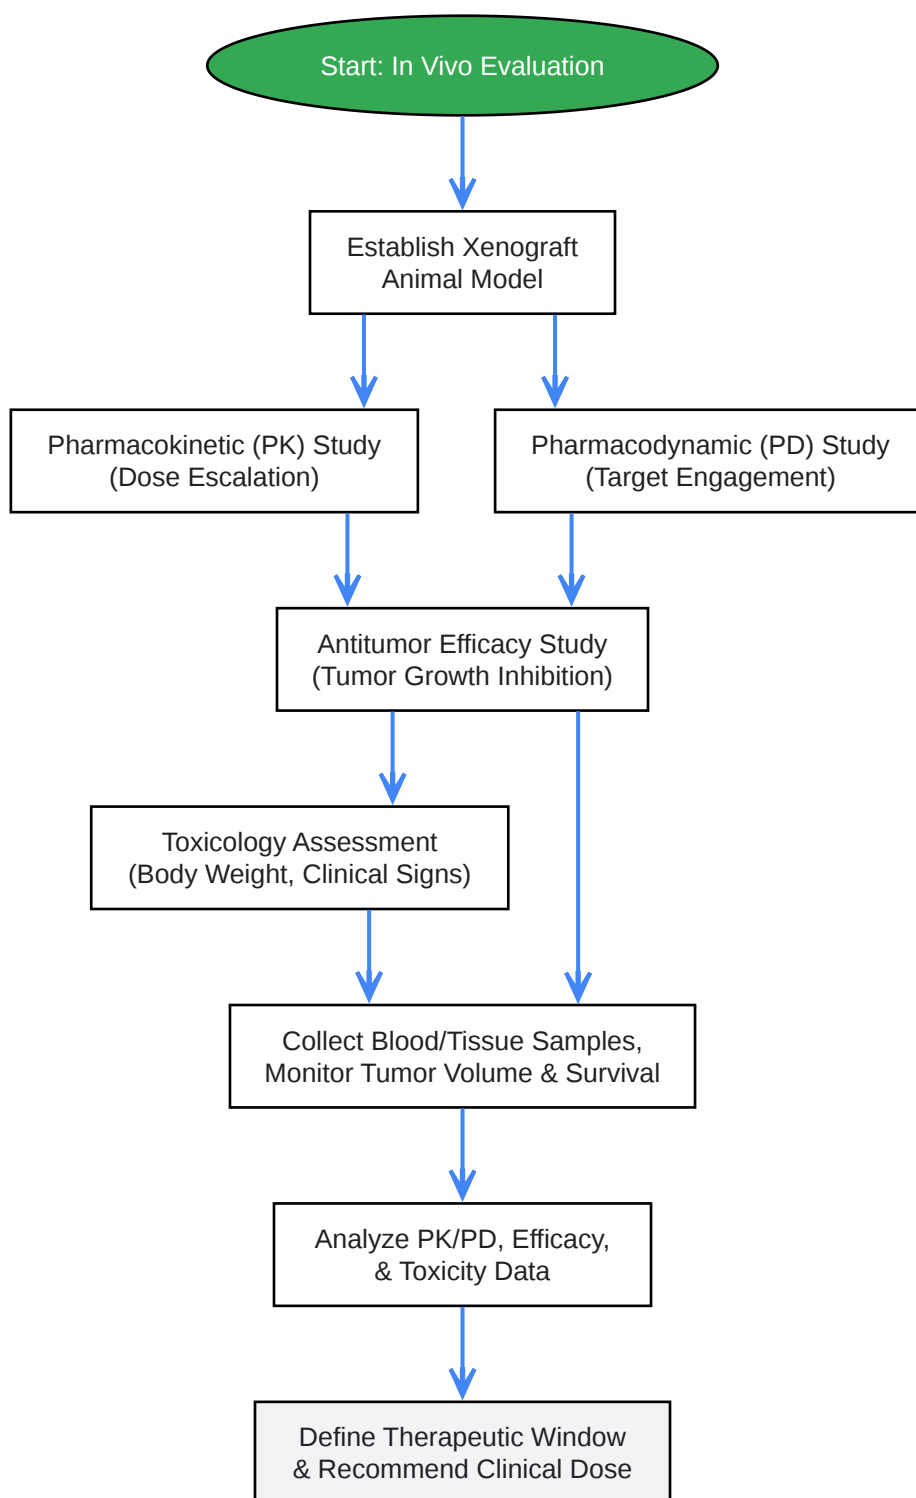 Start: In Vivo Evaluation
Establish Xenograft
Animal Model
Pharmacokinetic (PK) Study
(Dose Escalation)
Pharmacodynamic (PD) Study
(Target Engagement)
Antitumor Efficacy Study
(Tumor Growth Inhibition)
Toxicology Assessment
(Body Weight, Clinical Signs)
Collect Blood/Tissue Samples,
Monitor Tumor Volume & Survival
Analyze PK/PD, Efficacy,
& Toxicity Data
Define Therapeutic Window
& Recommend Clinical Dose